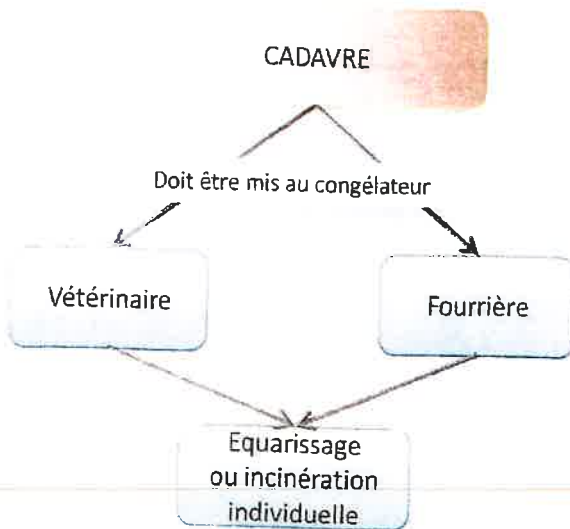 CADAVRE
Doit être mis au congélateur
Vétérinaire
Fourrière
Equarissage
ou incinération
individuelle